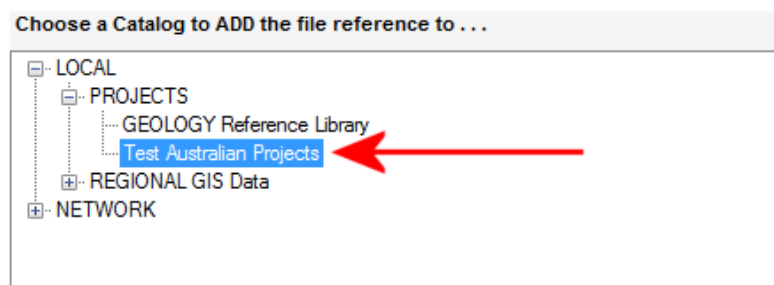 Choose a Catalog to ADD the file reference to . . .
LOCAL
PROJECTS
GEOLOGY Reference Library
Test Australian Projects
REGIONAL GIS Data
NETWORK